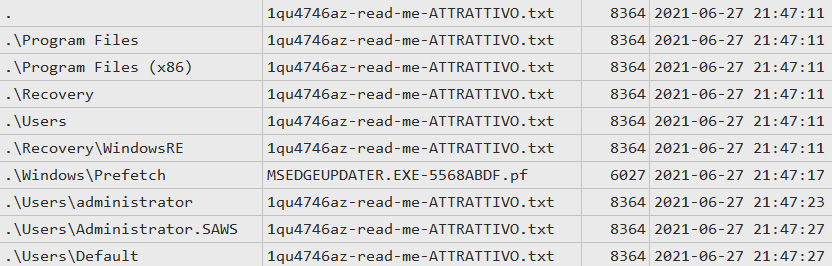 . 1qu4746az-read-me-ATTRATTIVO.txt 8364 2021-06-27 21:47:11
.\Program Files 1qu4746az-read-me-ATTRATTIVO.txt 8364 2021-06-27 21:47:11
.\Program Files (x86) 1qu4746az-read-me-ATTRATTIVO.txt 8364 2021-06-27 21:47:11
.\Recovery 1qu4746az-read-me-ATTRATTIVO.txt 8364 2021-06-27 21:47:11
.\Users 1qu4746az-read-me-ATTRATTIVO.txt 8364 2021-06-27 21:47:11
.\Recovery\WindowsRE 1qu4746az-read-me-ATTRATTIVO.txt 8364 2021-06-27 21:47:11
.\Windows\Prefetch MSEDGEUPDATER.EXE-5568ABDF.pf 6027 2021-06-27 21:47:17
.\Users\administrator 1qu4746az-read-me-ATTRATTIVO.txt 8364 2021-06-27 21:47:23
.\Users\Administrator.SAWS 1qu4746az-read-me-ATTRATTIVO.txt 8364 2021-06-27 21:47:27
.\Users\Default 1qu4746az-read-me-ATTRATTIVO.txt 8364 2021-06-27 21:47:27